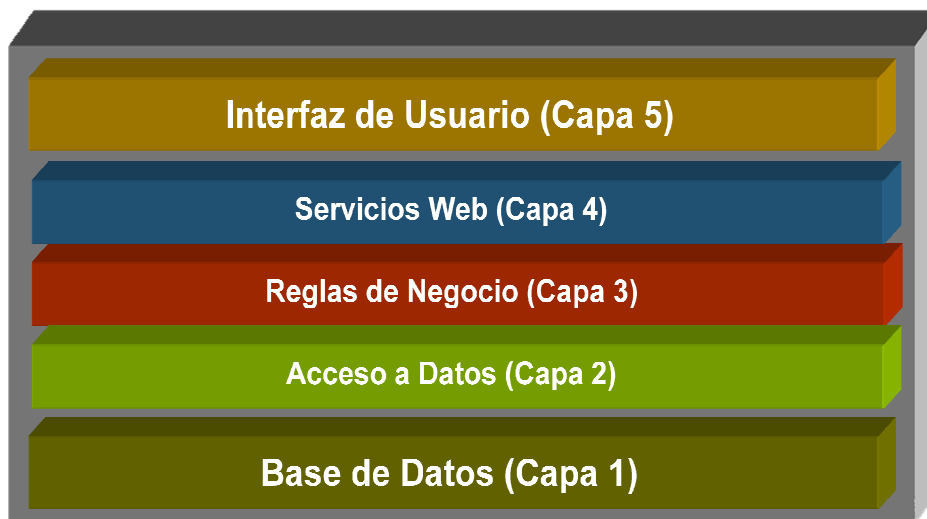 Interfaz de Usuario (Capa 5)
Servicios Web (Capa 4)
Reglas de Negocio (Capa 3)
Acceso a Datos (Capa 2)
Base de Datos (Capa 1)